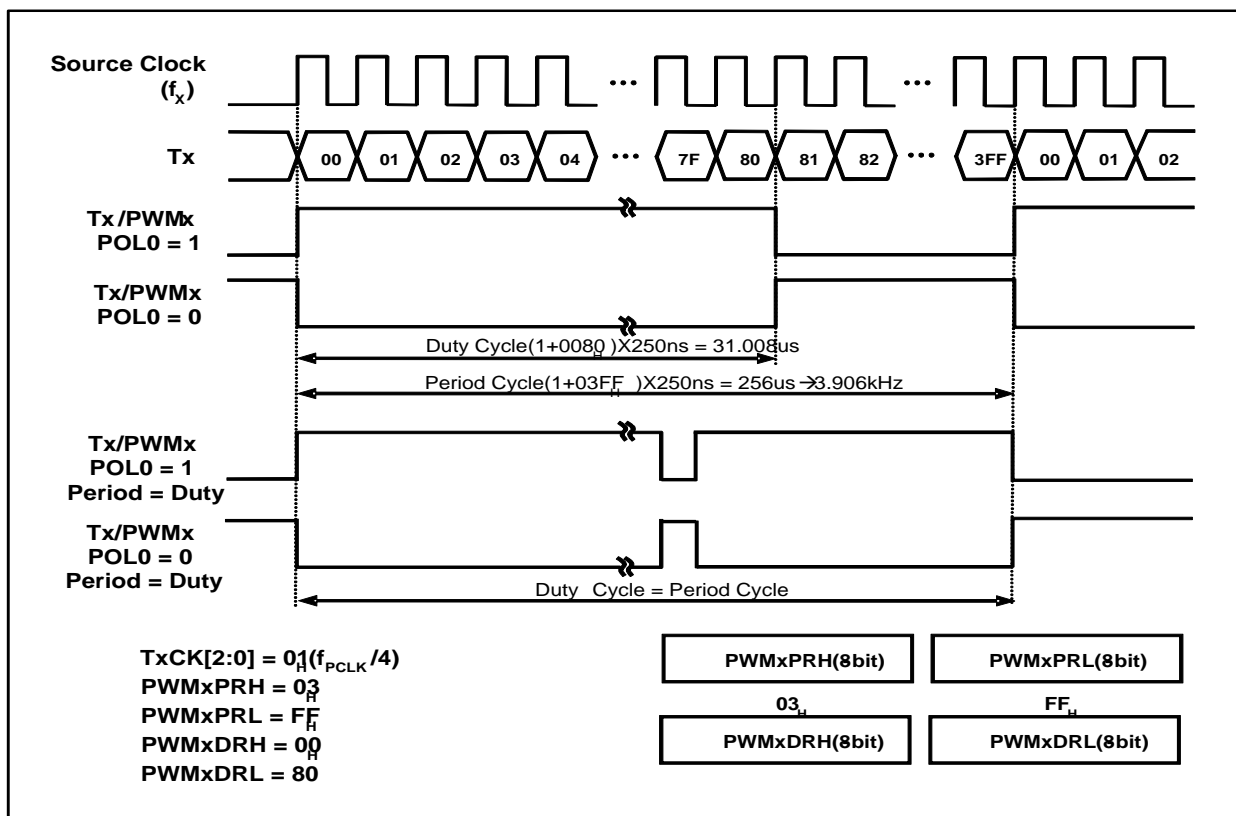 Source Clock
(fX)
Tx
00 01 02 03 04 ... 7F 80 81 82 ... 3FF 00 01 02
Tx/PWMx
POL0 = 1
Tx/PWMx
POL0 = 0
Duty Cycle(1+0080H)X250ns = 31.008us
Period Cycle(1+03FFH)X250ns = 256us →3.906kHz
Tx/PWMx
POL0 = 1
Period = Duty
Tx/PWMx
POL0 = 0
Period = Duty
Duty Cycle = Period Cycle
TxCK[2:0] = 01H(fPCLK/4)
PWMxPRH = 03H
PWMxPRL = FFH
PWMxDRH = 00H
PWMxDRL = 80
PWMxPRH(8bit) PWMxPRL(8bit)
03H FFH
PWMxDRH(8bit) PWMxDRL(8bit)